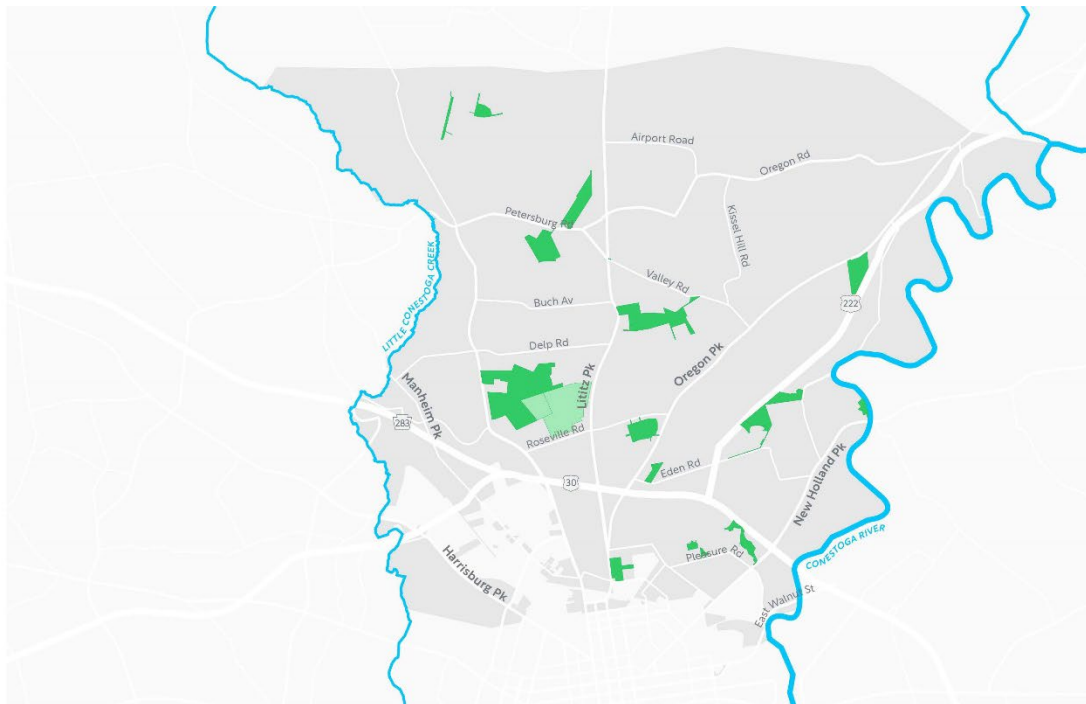 Airport Road
Oregon Rd
Petersburg Rd
Kissel Hill Rd
LITTLE CONESTOGA CREEK
Valley Rd
Buch Av
222
Delp Rd
Oregon Pk
Manheim Pk
Lititz Pk
283
Roseville Rd
Eden Rd
30
New Holland Pk
Harrisburg Pk
Pleasure Rd
CONESTOGA RIVER
East Walnut St